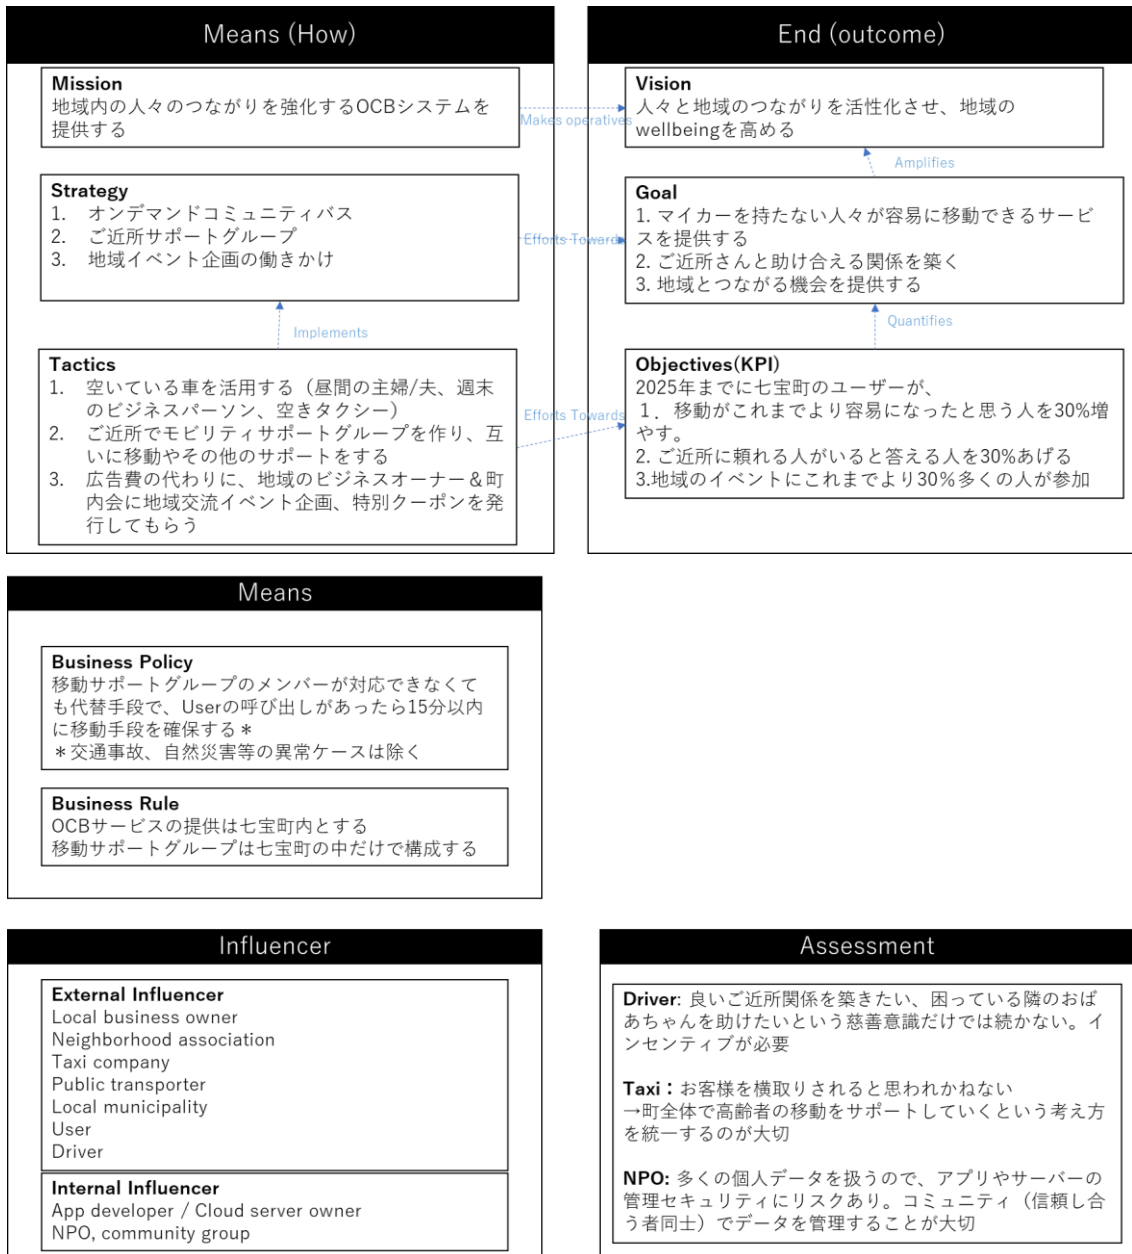 Means (How)
Mission
地域内の人々のつながりを強化するOCBシステムを
提供する
Strategy
1. オンデマンドコミュニティバス
2. ご近所サポートグループ
3. 地域イベント企画の働きかけ
Implements
Tactics
1. 空いている車を活用する（昼間の主婦/夫、週末
のビジネスパーソン、空きタクシー）
2. ご近所でモビリティサポートグループを作り、互
いに移動やその他のサポートをする
3. 広告費の代わりに、地域のビジネスオーナー＆町
内会に地域交流イベント企画、特別クーポンを発
行してもらう
Makes operatives
Efforts Towards
Efforts Towards
End (outcome)
Vision
人々と地域のつながりを活性化させ、地域の
wellbeingを高める
Amplifies
Goal
1. マイカーを持たない人々が容易に移動できるサービ
スを提供する
2. ご近所さんと助け合える関係を築く
3. 地域とつながる機会を提供する
Quantifies
Objectives(KPI)
2025年までに七宝町のユーザーが、
１．移動がこれまでより容易になったと思う人を30%増
やす。
2. ご近所に頼れる人がいると答える人を30%あげる
3.地域のイベントにこれまでより30％多くの人が参加
Means
Business Policy
移動サポートグループのメンバーが対応できなくて
も代替手段で、Userの呼び出しがあったら15分以内
に移動手段を確保する＊
＊交通事故、自然災害等の異常ケースは除く
Business Rule
OCBサービスの提供は七宝町内とする
移動サポートグループは七宝町の中だけで構成する
Influencer
External Influencer
Local business owner
Neighborhood association
Taxi company
Public transporter
Local municipality
User
Driver
Internal Influencer
App developer / Cloud server owner
NPO, community group
Assessment
Driver: 良いご近所関係を築きたい、困っている隣のおば
あちゃんを助けたいという慈善意識だけでは続かない。イ
ンセンティブが必要
Taxi：お客様を横取りされると思われかねない
→町全体で高齢者の移動をサポートしていくという考え方
を統一するのが大切
NPO: 多くの個人データを扱うので、アプリやサーバーの
管理セキュリティにリスクあり。コミュニティ（信頼し合
う者同士）でデータを管理することが大切